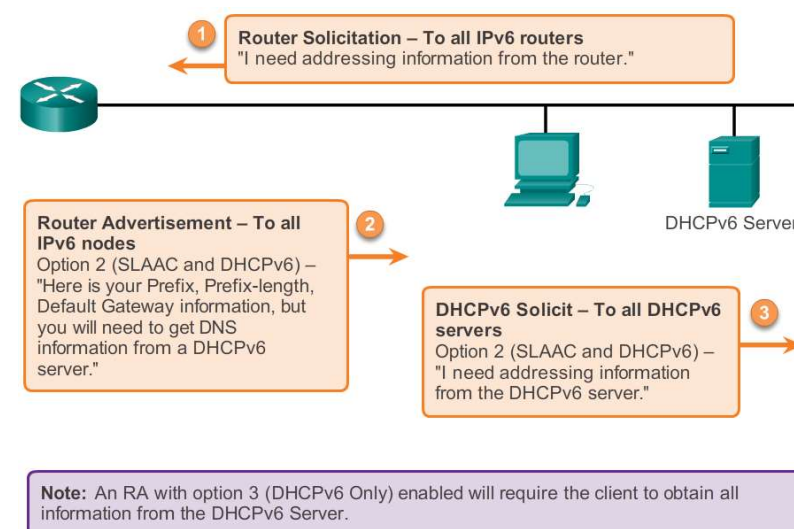 1
Router Solicitation – To all IPv6 routers
"I need addressing information from the router."
DHCPv6 Server
Router Advertisement – To all
IPv6 nodes
Option 2 (SLAAC and DHCPv6) –
"Here is your Prefix, Prefix-length,
Default Gateway information, but
you will need to get DNS
information from a DHCPv6
server."
2
DHCPv6 Solicit – To all DHCPv6
servers
Option 2 (SLAAC and DHCPv6) –
"I need addressing information
from the DHCPv6 server."
3
Note: An RA with option 3 (DHCPv6 Only) enabled will require the client to obtain all
information from the DHCPv6 Server.